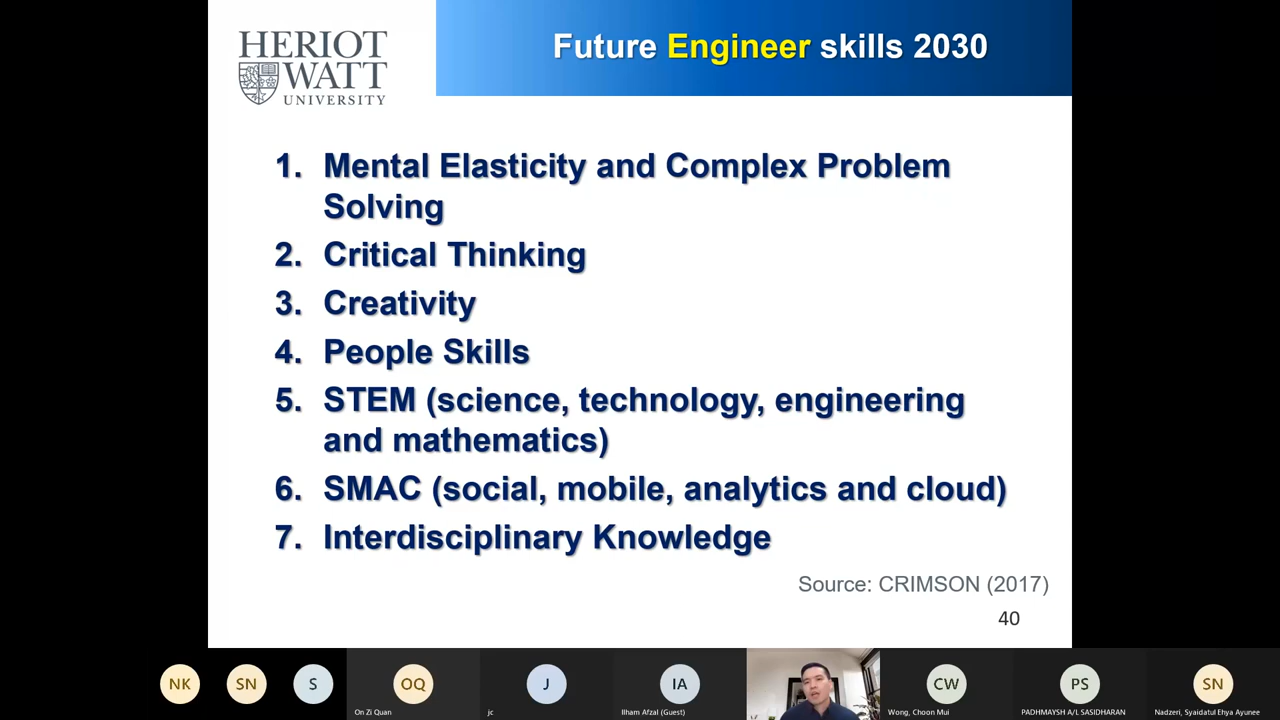 HERIOT
WATT
UNIVERSITY
Future Engineer skills 2030
1. Mental Elasticity and Complex Problem
Solving
2. Critical Thinking
3. Creativity
4. People Skills
5. STEM (science, technology, engineering
and mathematics)
6. SMAC (social, mobile, analytics and cloud)
7. Interdisciplinary Knowledge
Source: CRIMSON (2017)
40
NK
SN
S
OQ
On Zi Quan
J
jc
IA
Ilham Afzal (Guest)
CW
Wong, Choon Mui
PS
PADHMAYSH A/L SASIDHARAN
SN
Nadzeri, Syaidatul Ehya Ayunee